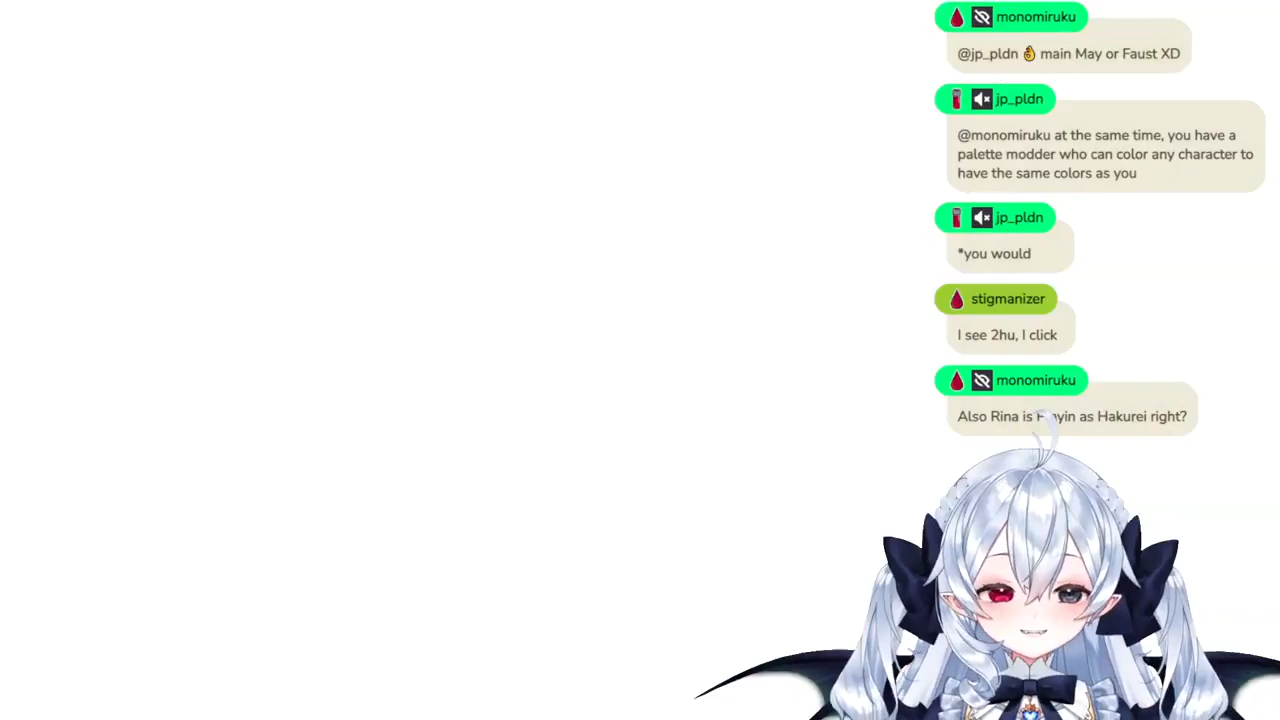 monomiruku
@jp_pldn 👌 main May or Faust XD
jp_pldn
@monomiruku at the same time, you have a
palette modder who can color any character to
have the same colors as you
jp_pldn
*you would
stigmanizer
I see 2hu, I click
monomiruku
Also Rina is as Hakurei right?